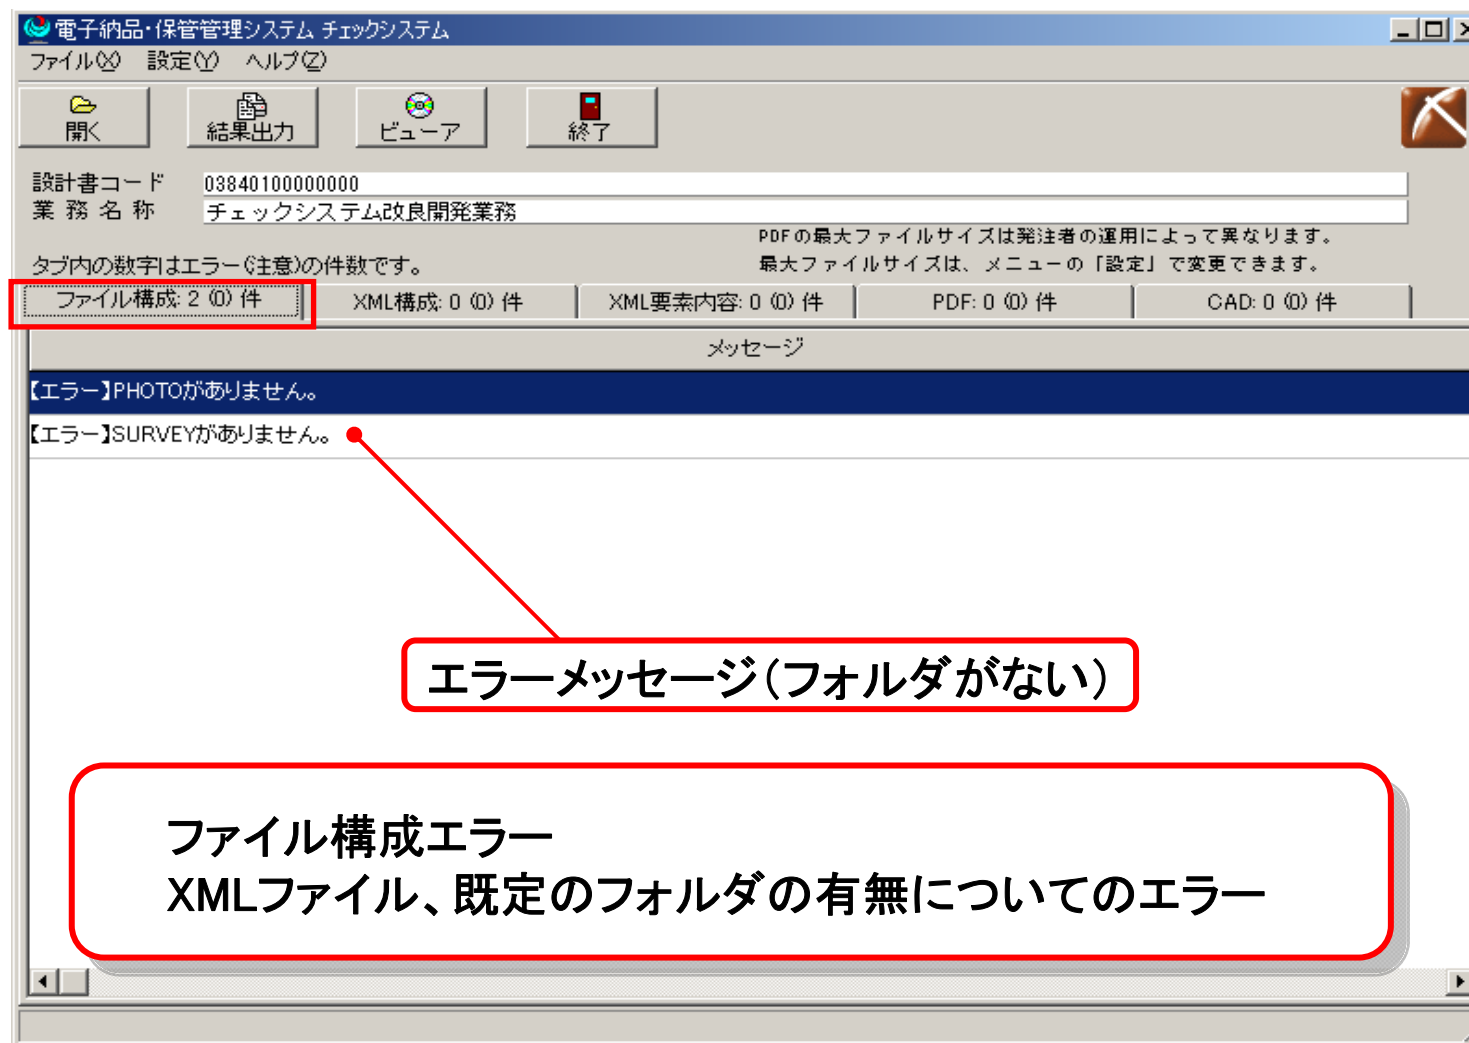 電子納品・保管管理システム チェックシステム
ファイル(X) 設定(Y) ヘルプ(Z)
開く 結果出力 ビューア 終了
設計書コード 03840100000000
業務名称 チェックシステム改良開発業務
PDFの最大ファイルサイズは発注者の運用によって異なります。
タブ内の数字はエラー(注意)の件数です。 最大ファイルサイズは、メニューの「設定」で変更できます。
ファイル構成: 2 (0) 件 XML構成: 0 (0) 件 XML要素内容: 0 (0) 件 PDF: 0 (0) 件 CAD: 0 (0) 件
メッセージ
【エラー】PHOTOがありません。
【エラー】SURVEYがありません。
エラーメッセージ(フォルダがない)
ファイル構成エラー
XMLファイル、既定のフォルダの有無についてのエラー